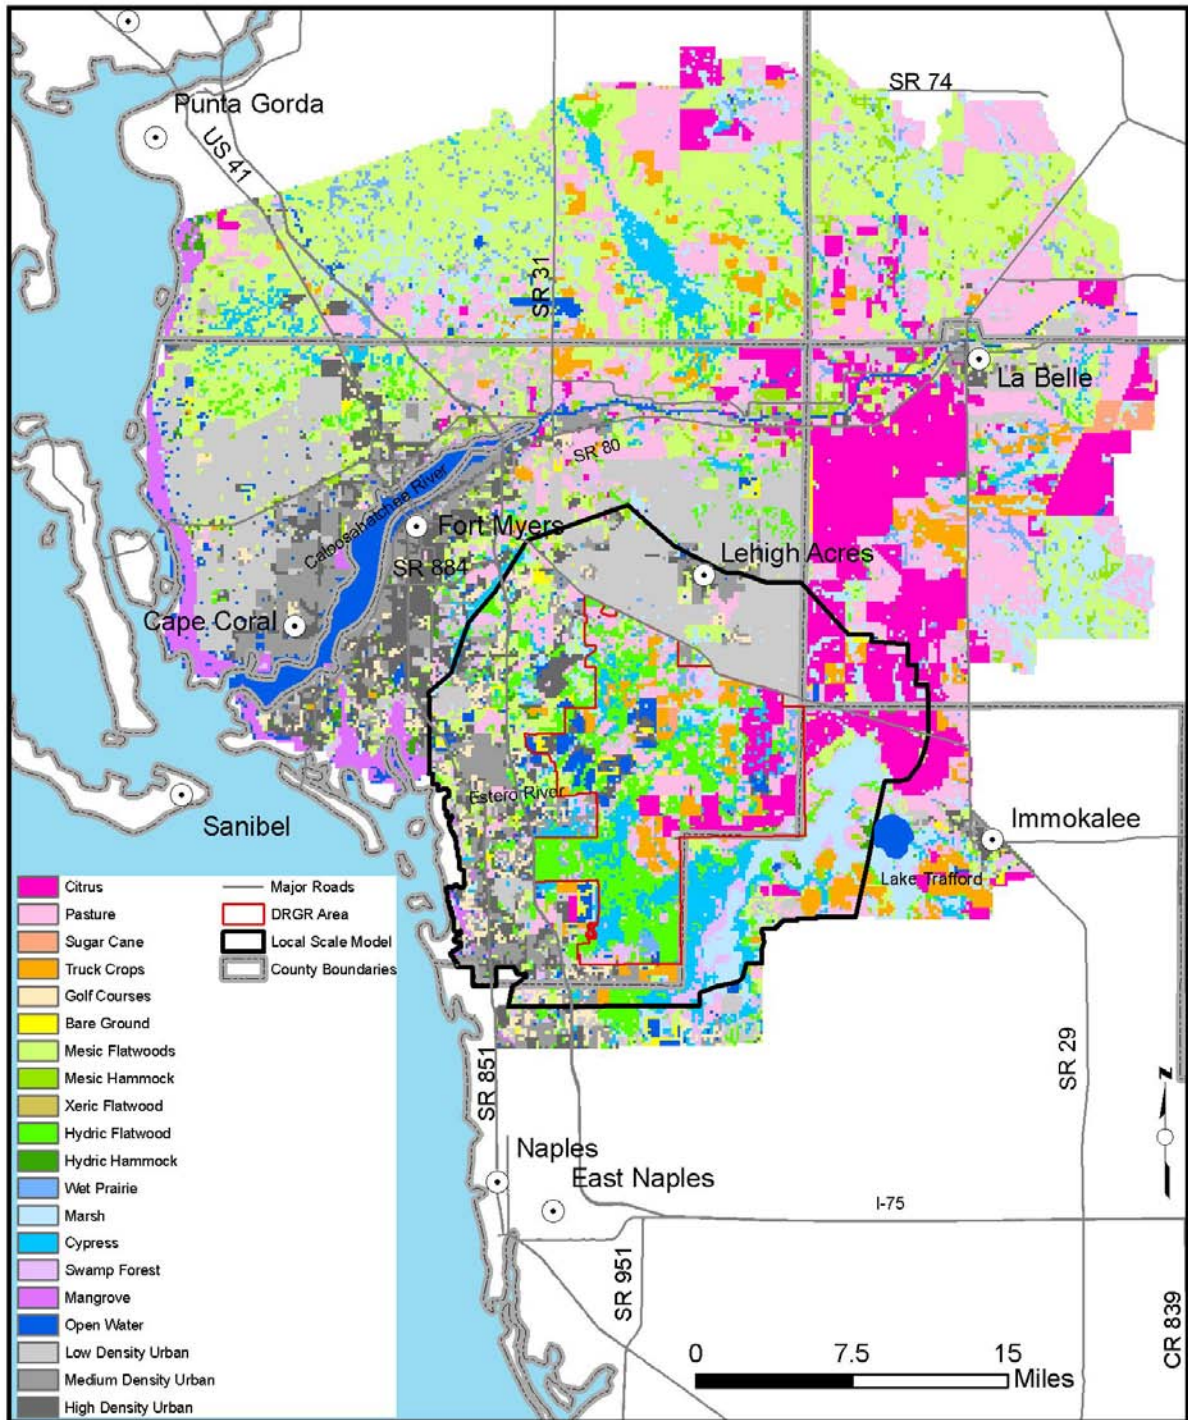 SR 74
Punta Gorda
US 41
SR 31
La Belle
SR 80
Caloosahatchee River
Fort Myers
Lehigh Acres
SR 884
Cape Coral
Estero River
Sanibel
Immokalee
Lake Trafford
Citrus
Pasture
Sugar Cane
Truck Crops
Golf Courses
Bare Ground
Mesic Flatwoods
Mesic Hammock
Xeric Flatwood
Hydric Flatwood
Hydric Hammock
Wet Prairie
Marsh
Cypress
Swamp Forest
Mangrove
Open Water
Low Density Urban
Medium Density Urban
High Density Urban
Major Roads
DRGR Area
Local Scale Model
County Boundaries
SR 851
SR 29
N
Naples
East Naples
I-75
SR 951
CR 839
0 7.5 15
Miles